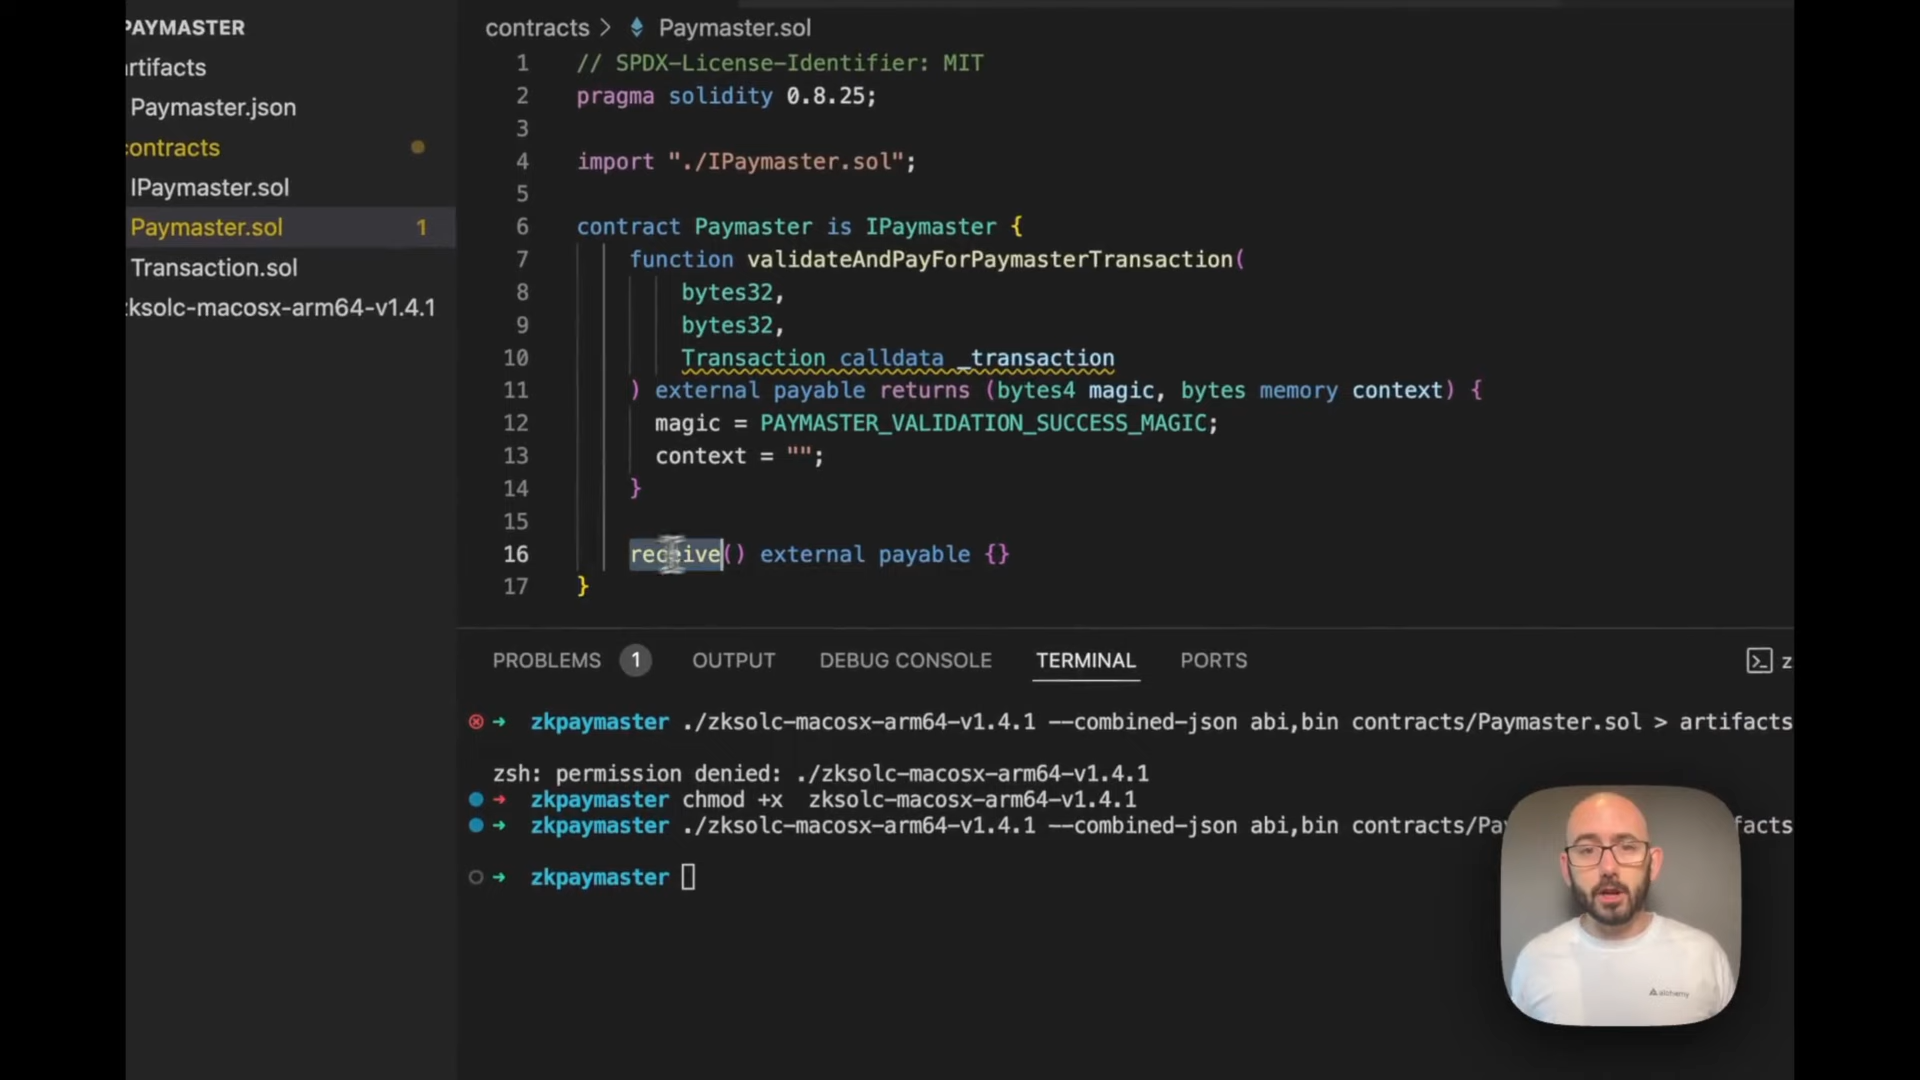 PAYMASTER
rtifacts
Paymaster.json
ontracts
IPaymaster.sol
Paymaster.sol 1
Transaction.sol
zksolc-macosx-arm64-v1.4.1
contracts > Paymaster.sol
1 // SPDX-License-Identifier: MIT
2 pragma solidity 0.8.25;
3
4 import "./IPaymaster.sol";
5
6 contract Paymaster is IPaymaster {
7 function validateAndPayForPaymasterTransaction(
8 bytes32,
9 bytes32,
10 Transaction calldata _transaction
11 ) external payable returns (bytes4 magic, bytes memory context) {
12 magic = PAYMASTER_VALIDATION_SUCCESS_MAGIC;
13 context = "";
14 }
15
16 receive() external payable {}
17 }
PROBLEMS 1 OUTPUT DEBUG CONSOLE TERMINAL PORTS z
zkpaymaster ./zksolc-macosx-arm64-v1.4.1 --combined-json abi,bin contracts/Paymaster.sol > artifacts
zsh: permission denied: ./zksolc-macosx-arm64-v1.4.1
zkpaymaster chmod +x zksolc-macosx-arm64-v1.4.1
zkpaymaster ./zksolc-macosx-arm64-v1.4.1 --combined-json abi,bin contracts/Pay facts
zkpaymaster
alchemy